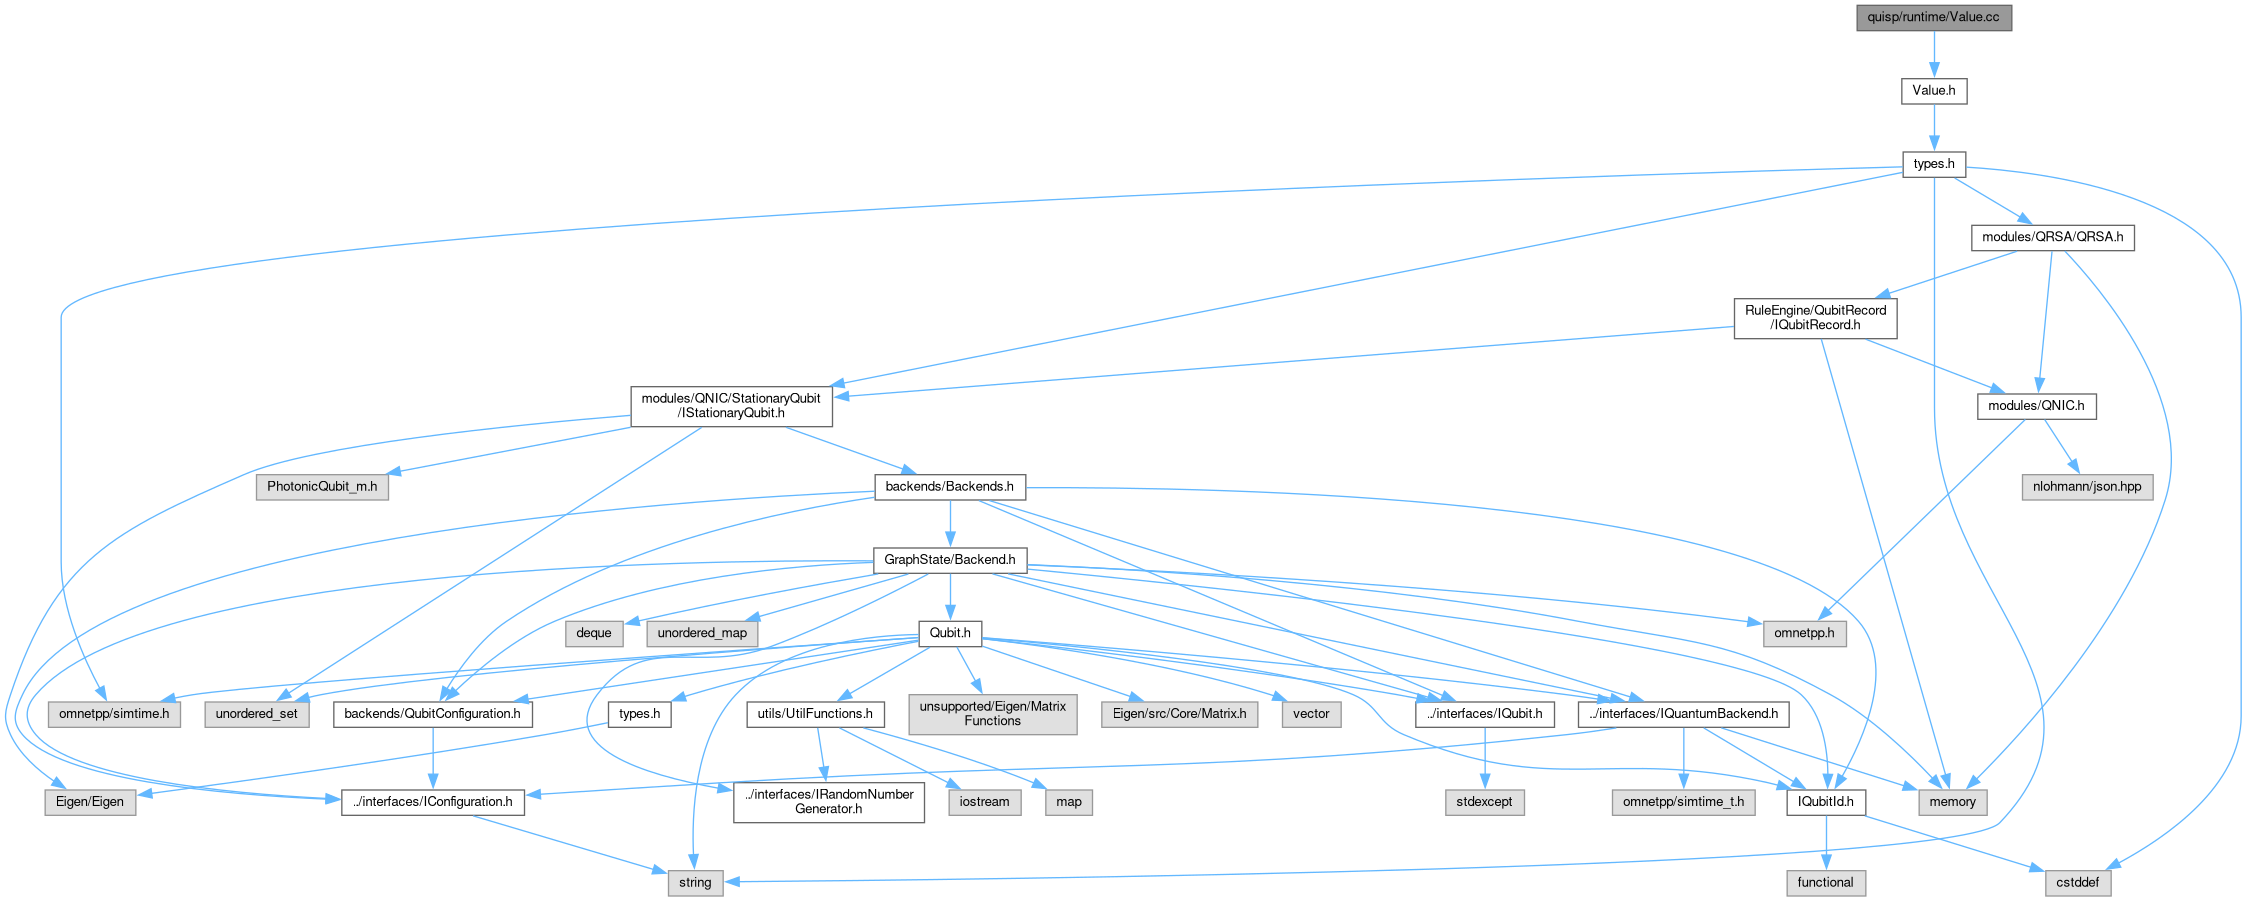 quisp/runtime/Value.cc
Value.h
types.h
modules/QRSA/QRSA.h
RuleEngine/QubitRecord
/IQubitRecord.h
modules/QNIC/StationaryQubit
/IStationaryQubit.h
modules/QNIC.h
PhotonicQubit_m.h
backends/Backends.h
nlohmann/json.hpp
GraphState/Backend.h
deque
unordered_map
Qubit.h
omnetpp.h
omnetpp/simtime.h
unordered_set
backends/QubitConfiguration.h
types.h
utils/UtilFunctions.h
unsupported/Eigen/Matrix
Functions
Eigen/src/Core/Matrix.h
vector
../interfaces/IQubit.h
../interfaces/IQuantumBackend.h
Eigen/Eigen
../interfaces/IConfiguration.h
../interfaces/IRandomNumber
Generator.h
iostream
map
stdexcept
omnetpp/simtime_t.h
IQubitId.h
memory
string
functional
cstddef